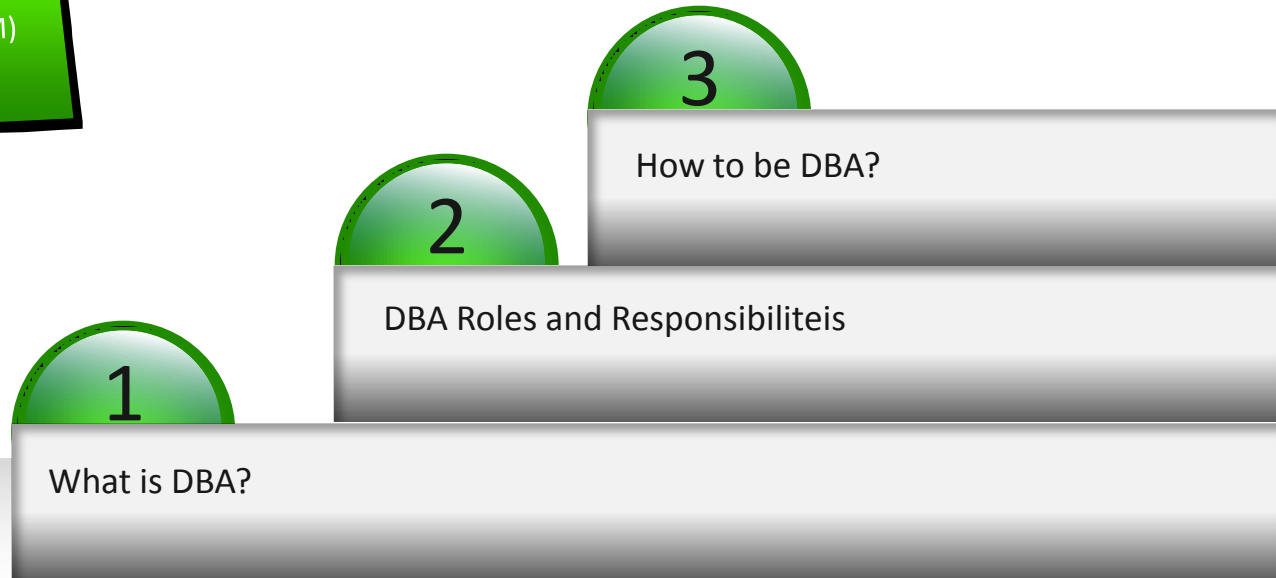 3
How to be DBA?
2
DBA Roles and Responsibiliteis
1
What is DBA?